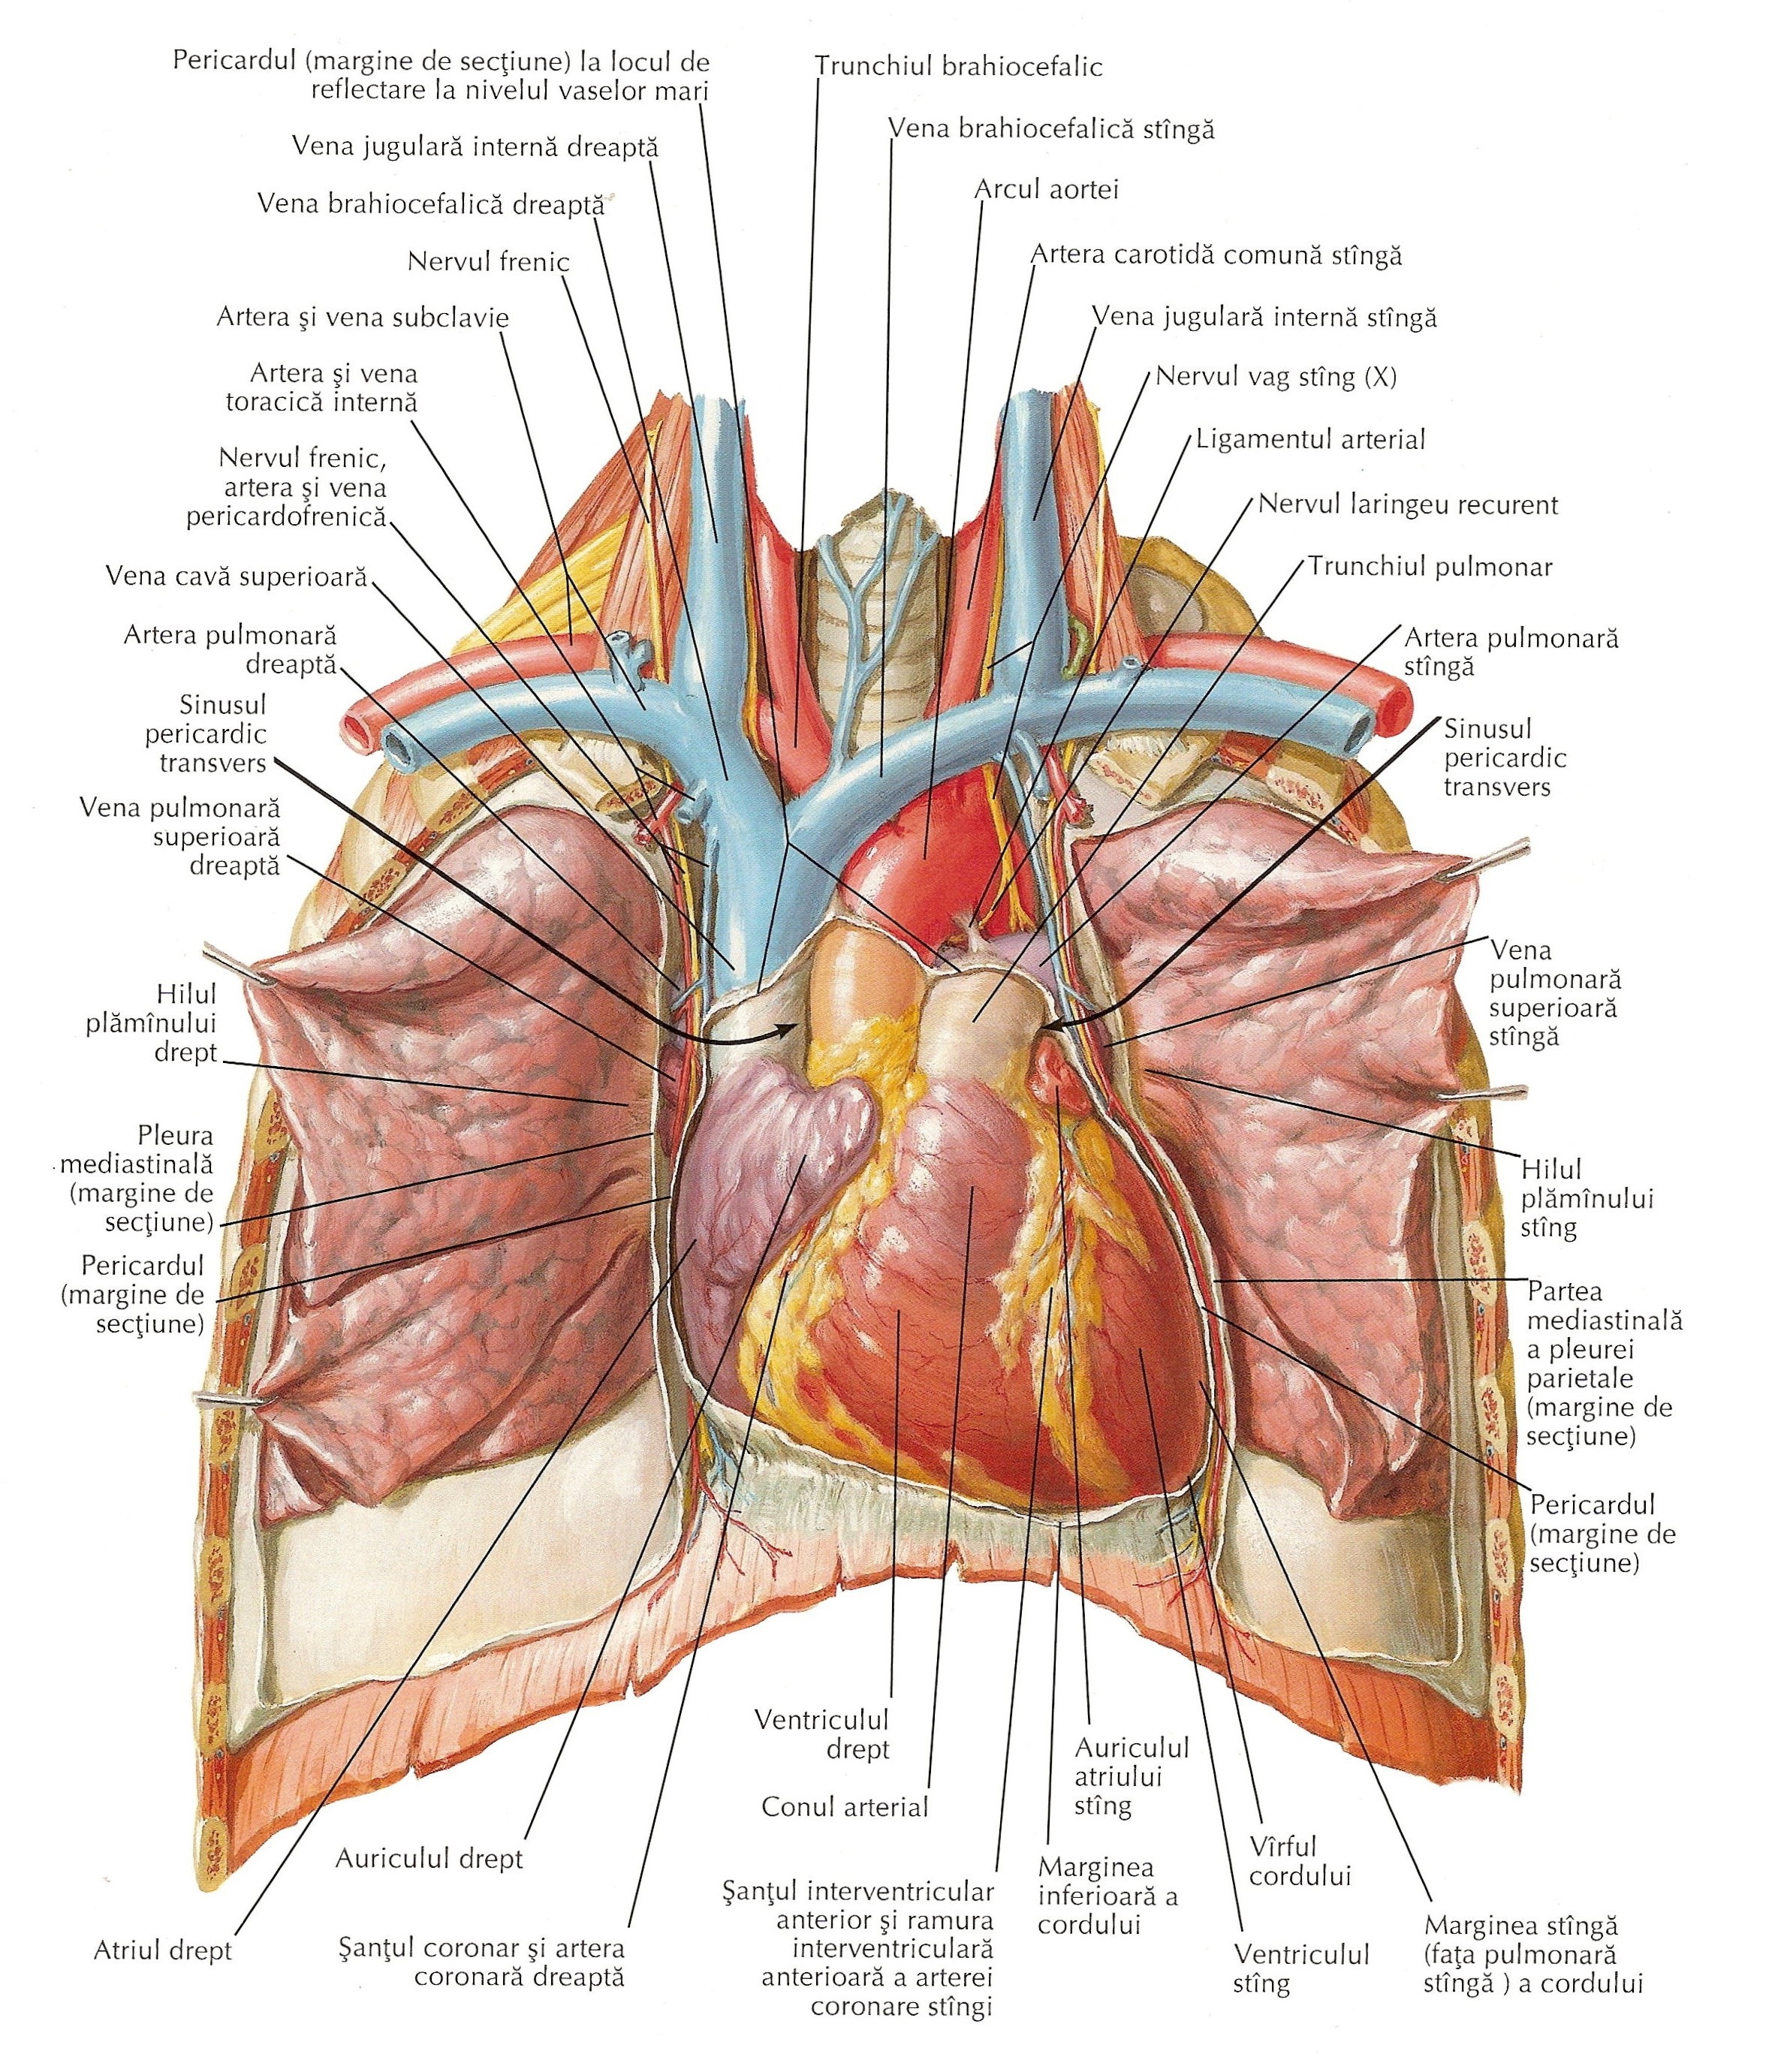 Pericardul (margine de secţiune) la locul de
reflectare la nivelul vaselor mari
Vena jugulară internă dreaptă
Vena brahiocefalică dreaptă
Nervul frenic
Artera şi vena subclavie
Artera şi vena
toracică internă
Nervul frenic,
artera şi vena
pericardofrenică
Vena cavă superioară
Artera pulmonară
dreaptă
Sinusul
pericardic
transvers
Vena pulmonară
superioară
dreaptă
Hilul
plămînului
drept
Pleura
mediastinală
(margine de
secţiune)
Pericardul
(margine de
secţiune)
Trunchiul brahiocefalic
Vena brahiocefalică stîngă
Arcul aortei
Artera carotidă comună stîngă
Vena jugulară internă stîngă
Nervul vag stîng (X)
Ligamentul arterial
Nervul laringeu recurent
Trunchiul pulmonar
Artera pulmonară
stîngă
Sinusul
pericardic
transvers
Vena
pulmonară
superioară
stîngă
Hilul
plămînului
stîng
Partea
mediastinală
a pleurei
parietale
(margine de
secţiune)
Pericardul
(margine de
secţiune)
Atriul drept
Auriculul drept
Şanţul coronar şi artera
coronară dreaptă
Ventriculul
drept
Conul arterial
Şanţul interventricular
anterior şi ramura
interventriculară
anterioară a arterei
coronare stîngi
Auriculul
atriului
stîng
Marginea
inferioară a
cordului
Vîrful
cordului
Ventriculul
stîng
Marginea stîngă
(faţa pulmonară
stîngă ) a cordului